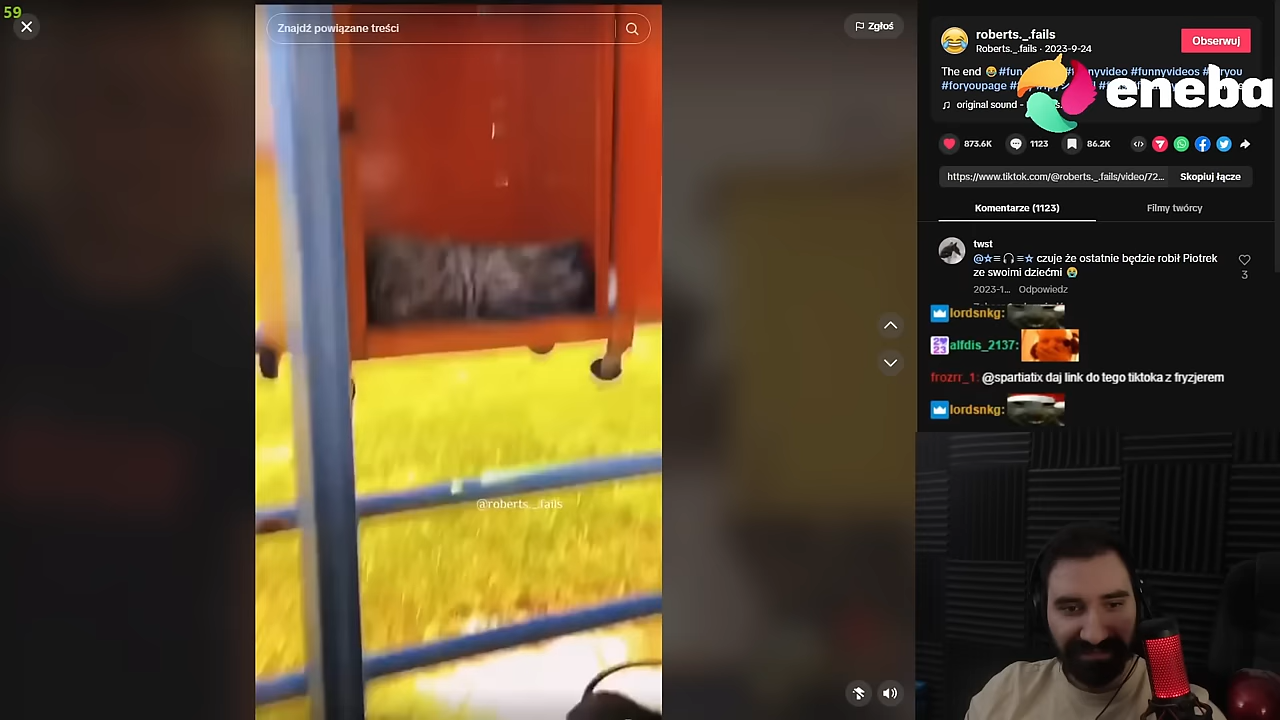 59
Znajdź powiązane treści
Zgłoś
@roberts._.fails
roberts._.fails
Roberts._.fails · 2023-9-24
Obserwuj
The end 😂 #fun #funnyvideos
#foryoupage
eneba
♫ original sound -
873.6K
1123
86.2K
https://www.tiktok.com/@roberts._.fails/video/72...
Skopiuj łącze
Komentarze (1123)
Filmy twórcy
twst
@☆≡🎧≡☆ czuje że ostatnie będzie robił Piotrek
ze swoimi dziećmi 😭
3
2023-1... Odpowiedz
lordsnkg:
alfdis_2137:
frozrr_1: @spartiatix daj link do tego tiktoka z fryzjerem
lordsnkg: